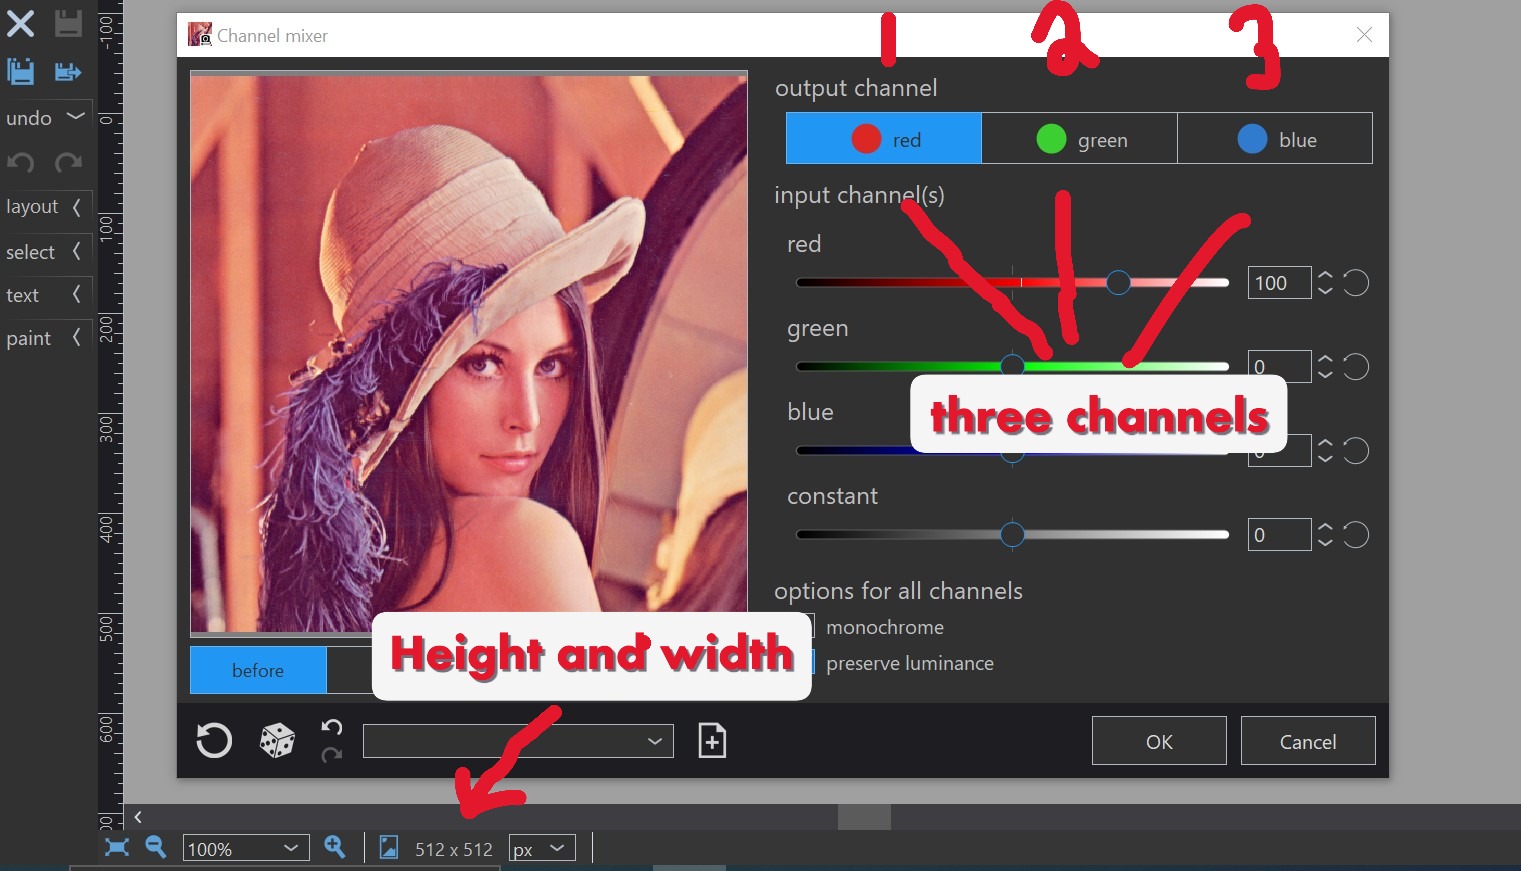 Channel mixer
1 2 3
output channel
red green blue
input channel(s)
red
100
green
0
three channels
blue
constant
0
options for all channels
monochrome
preserve luminance
Height and width
before
OK Cancel
undo
layout
select
text
paint
-100
0
100
200
300
400
500
600
100% 512 x 512 px